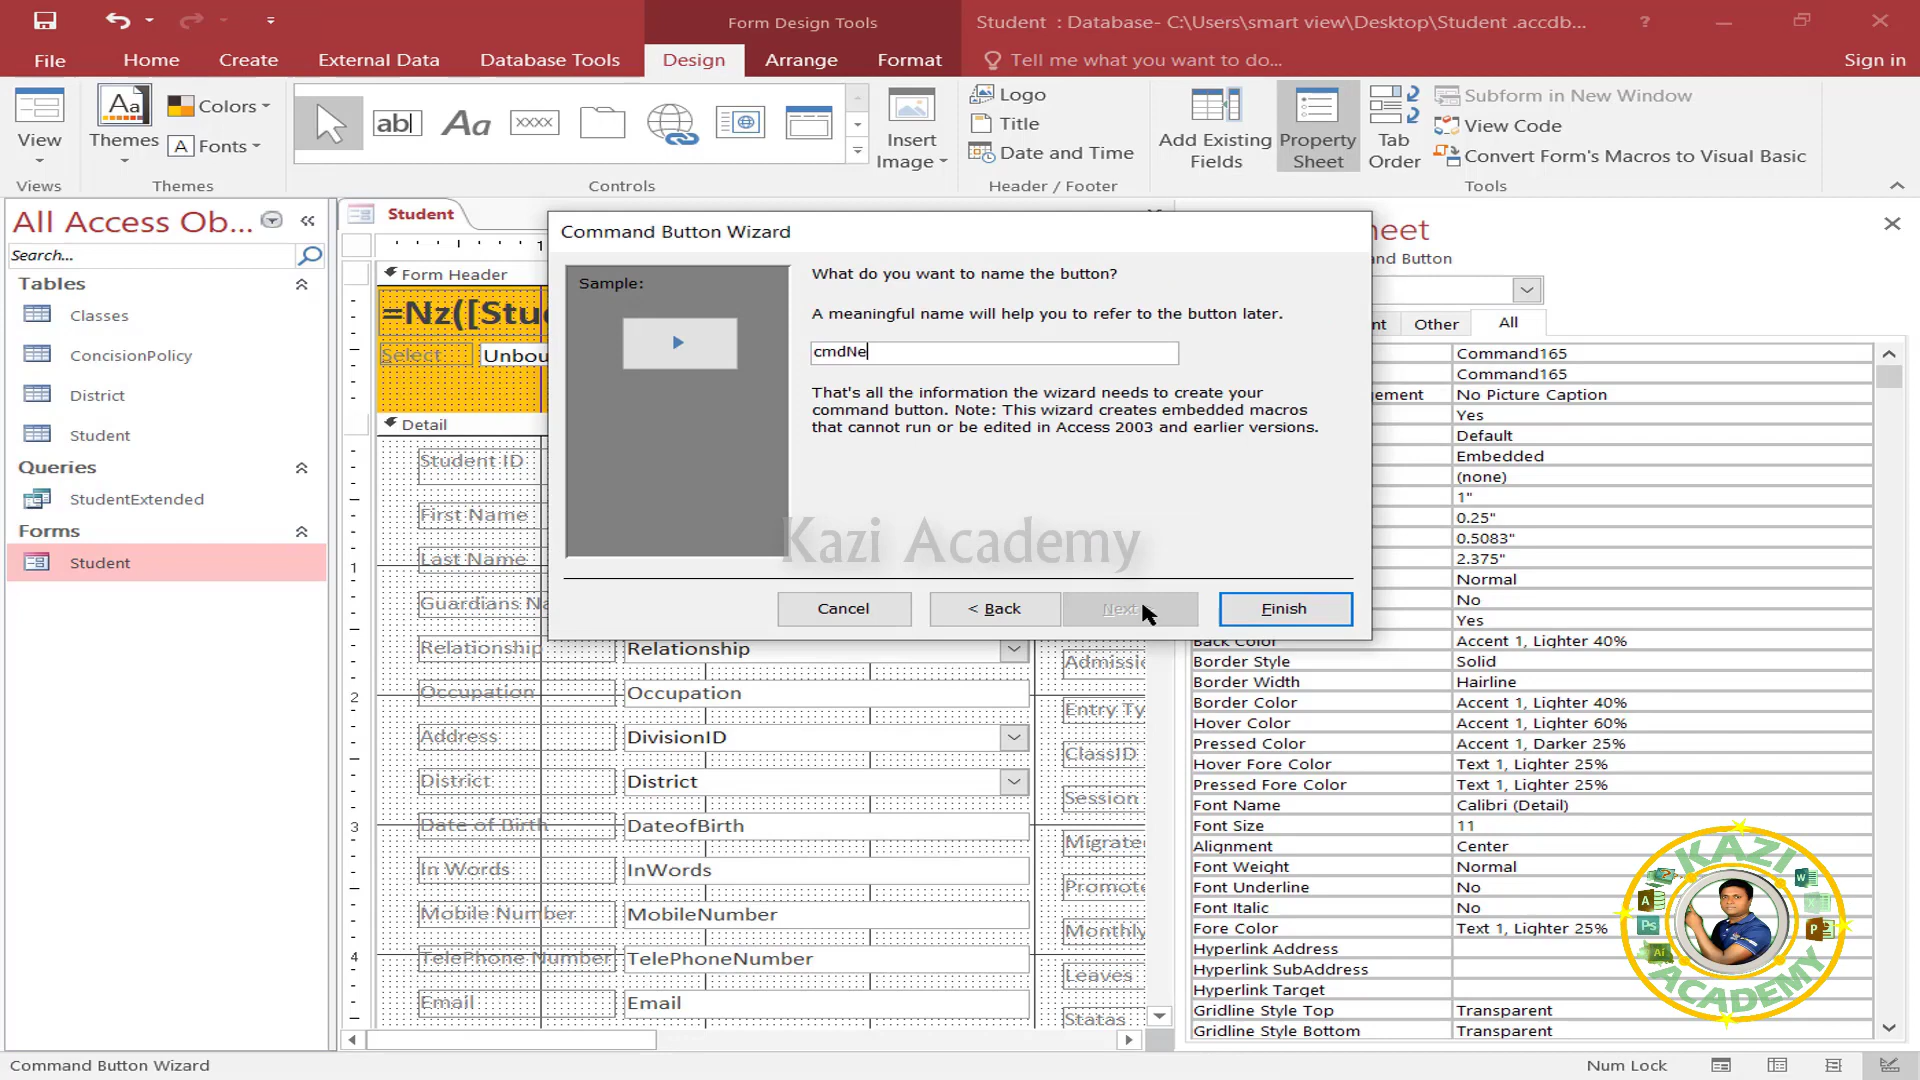 Form Design Tools
Student : Database- C:\Users\smart view\Desktop\Student .accdb...
?
File
Home
Create
External Data
Database Tools
Design
Arrange
Format
Tell me what you want to do...
Sign in
View
Themes
Aa
Colors
A Fonts
ab|
Aa
XXXX
Insert
Image
Logo
Title
Date and Time
Add Existing
Fields
Property
Sheet
Tab
Order
Subform in New Window
View Code
Convert Form's Macros to Visual Basic
Views
Themes
Controls
Header / Footer
Tools
All Access Ob...
Search...
Tables
Classes
ConcisionPolicy
District
Student
Queries
StudentExtended
Forms
Student
Student
1
Form Header
=Nz([Stu
Select
Unbou
Detail
Student ID
First Name
Last Name
Guardians Na
Relationship
Relationship
Occupation
Occupation
Address
DivisionID
District
District
Date of Birth
DateofBirth
In Words
InWords
Mobile Number
MobileNumber
TelePhone Number
TelePhoneNumber
Email
Email
1
2
3
4
Admissi
Entry Ty
ClassID
Session
Migrate
Promot
Monthly
Leaves
Statas
Command Button Wizard
Sample:
What do you want to name the button?
A meaningful name will help you to refer to the button later.
cmdNe
That's all the information the wizard needs to create your
command button. Note: This wizard creates embedded macros
that cannot run or be edited in Access 2003 and earlier versions.
Kazi Academy
Cancel
< Back
Next
Finish
eet
nd Button
nt
Other
All
Command165
Command165
ement No Picture Caption
Yes
Default
Embedded
(none)
1"
0.25"
0.5083"
2.375"
Normal
No
Yes
Back Color Accent 1, Lighter 40%
Border Style Solid
Border Width Hairline
Border Color Accent 1, Lighter 40%
Hover Color Accent 1, Lighter 60%
Pressed Color Accent 1, Darker 25%
Hover Fore Color Text 1, Lighter 25%
Pressed Fore Color Text 1, Lighter 25%
Font Name Calibri (Detail)
Font Size 11
Alignment Center
Font Weight Normal
Font Underline No
Font Italic No
Fore Color Text 1, Lighter 25%
Hyperlink Address
Hyperlink SubAddress
Hyperlink Target
Gridline Style Top Transparent
Gridline Style Bottom Transparent
KAZI
ACADEMY
Command Button Wizard
Num Lock